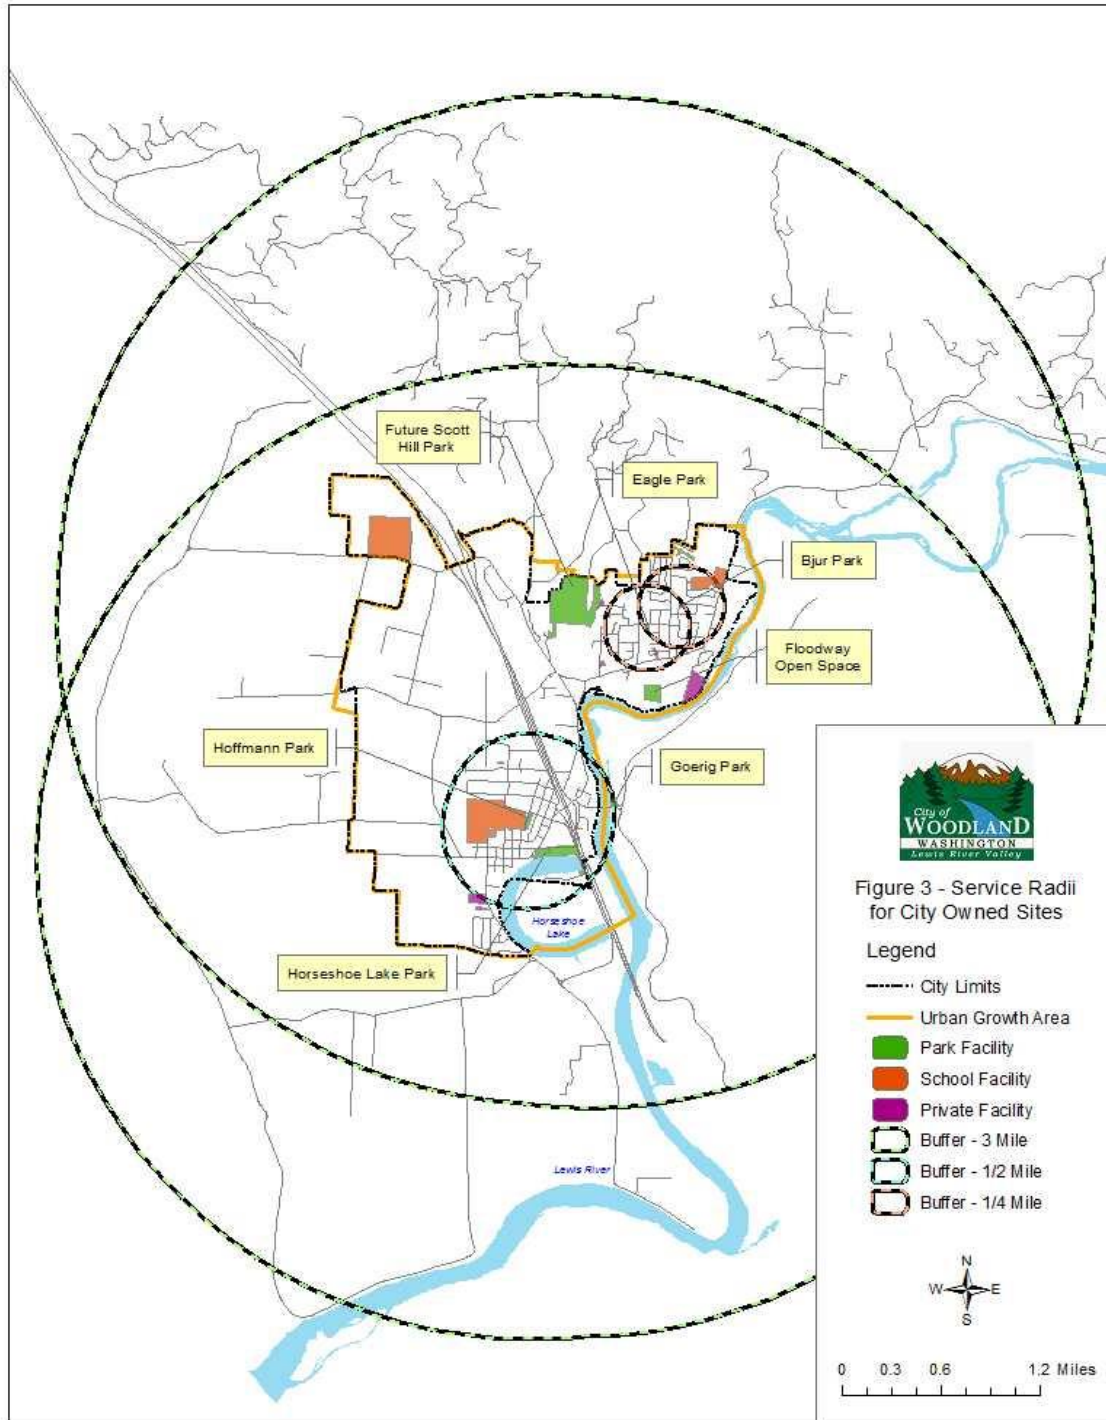 Future Scott
Hill Park
Eagle Park
Bjur Park
Floodway
Open Space
Hoffmann Park
Goerig Park
Horseshoe
Lake
Horseshoe Lake Park
Lewis River
City of
WOODLAND
WASHINGTON
Lewis River Valley
Figure 3 - Service Radii
for City Owned Sites
Legend
City Limits
Urban Growth Area
Park Facility
School Facility
Private Facility
Buffer - 3 Mile
Buffer - 1/2 Mile
Buffer - 1/4 Mile
N
W E
S
0 0.3 0.6 1.2 Miles